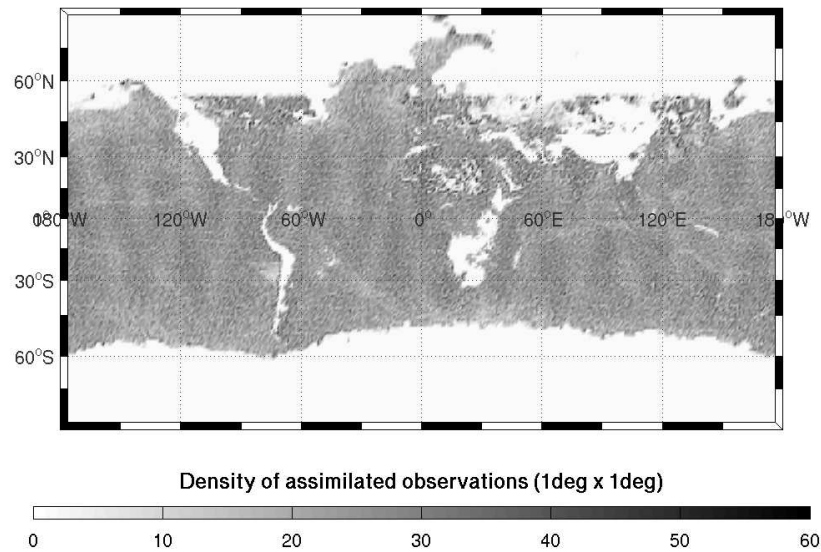 60°N
30°N
0°
180°W 120°W 60°W 0° 60°E 120°E 180°W
30°S
60°S
Density of assimilated observations (1deg x 1deg)
0 10 20 30 40 50 60